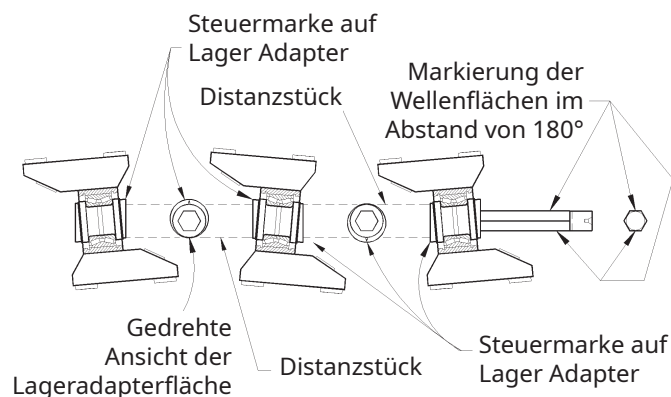 Steuermarke auf
Lager Adapter
Distanzstück
Markierung der
Wellenflächen im
Abstand von 180°
Gedrehte
Ansicht der
Lageradapterfläche
Distanzstück
Steuermarke auf
Lager Adapter